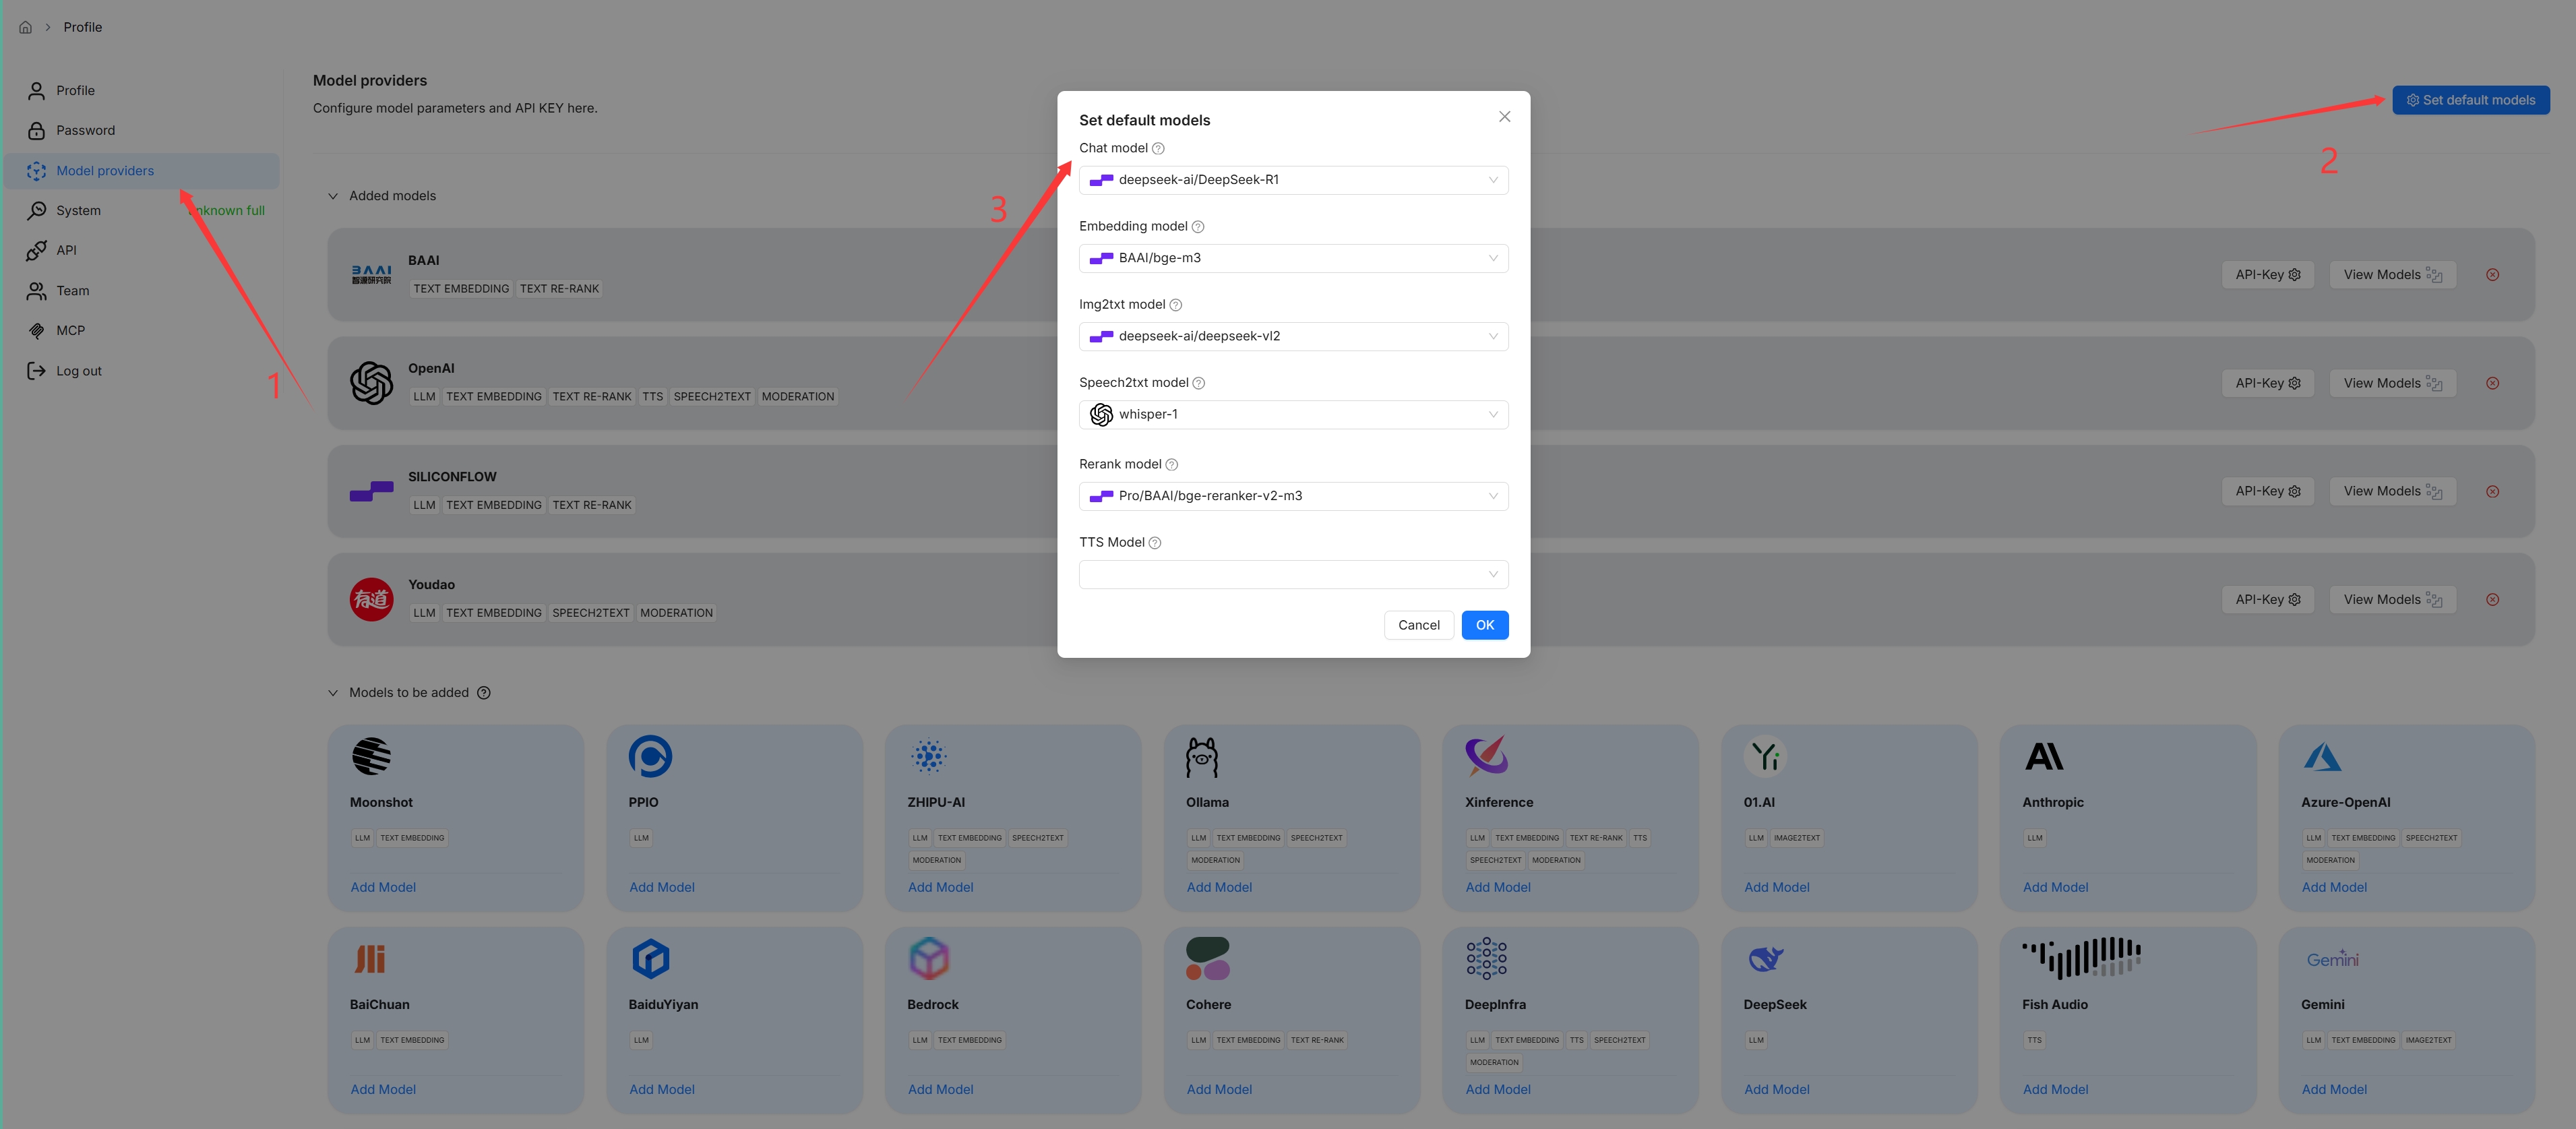 Profile
Profile
Password
Model providers
System nknown full
API
Team
MCP
Log out
1
Model providers
Configure model parameters and API KEY here.
Set default models
2
Added models
BAAI
智源研究院
BAAI
TEXT EMBEDDING TEXT RE-RANK
API-Key View Models
OpenAI
LLM TEXT EMBEDDING TEXT RE-RANK TTS SPEECH2TEXT MODERATION
API-Key View Models
SILICONFLOW
LLM TEXT EMBEDDING TEXT RE-RANK
API-Key View Models
有道
Youdao
LLM TEXT EMBEDDING SPEECH2TEXT MODERATION
API-Key View Models
3
Set default models
Chat model
deepseek-ai/DeepSeek-R1
Embedding model
BAAI/bge-m3
Img2txt model
deepseek-ai/deepseek-vl2
Speech2txt model
whisper-1
Rerank model
Pro/BAAI/bge-reranker-v2-m3
TTS Model
Cancel OK
Models to be added
Moonshot
LLM TEXT EMBEDDING
Add Model
PPIO
LLM
Add Model
ZHIPU-AI
LLM TEXT EMBEDDING SPEECH2TEXT
MODERATION
Add Model
Ollama
LLM TEXT EMBEDDING SPEECH2TEXT
MODERATION
Add Model
Xinference
LLM TEXT EMBEDDING TEXT RE-RANK TTS
SPEECH2TEXT MODERATION
Add Model
Yi
01.AI
LLM IMAGE2TEXT
Add Model
Anthropic
LLM
Add Model
Azure-OpenAI
LLM TEXT EMBEDDING SPEECH2TEXT
MODERATION
Add Model
BaiChuan
LLM TEXT EMBEDDING
Add Model
BaiduYiyan
LLM
Add Model
Bedrock
LLM TEXT EMBEDDING
Add Model
Cohere
LLM TEXT EMBEDDING TEXT RE-RANK
Add Model
DeepInfra
LLM TEXT EMBEDDING TTS SPEECH2TEXT
MODERATION
Add Model
DeepSeek
LLM
Add Model
Fish Audio
TTS
Add Model
Gemini
Gemini
LLM TEXT EMBEDDING IMAGE2TEXT
Add Model